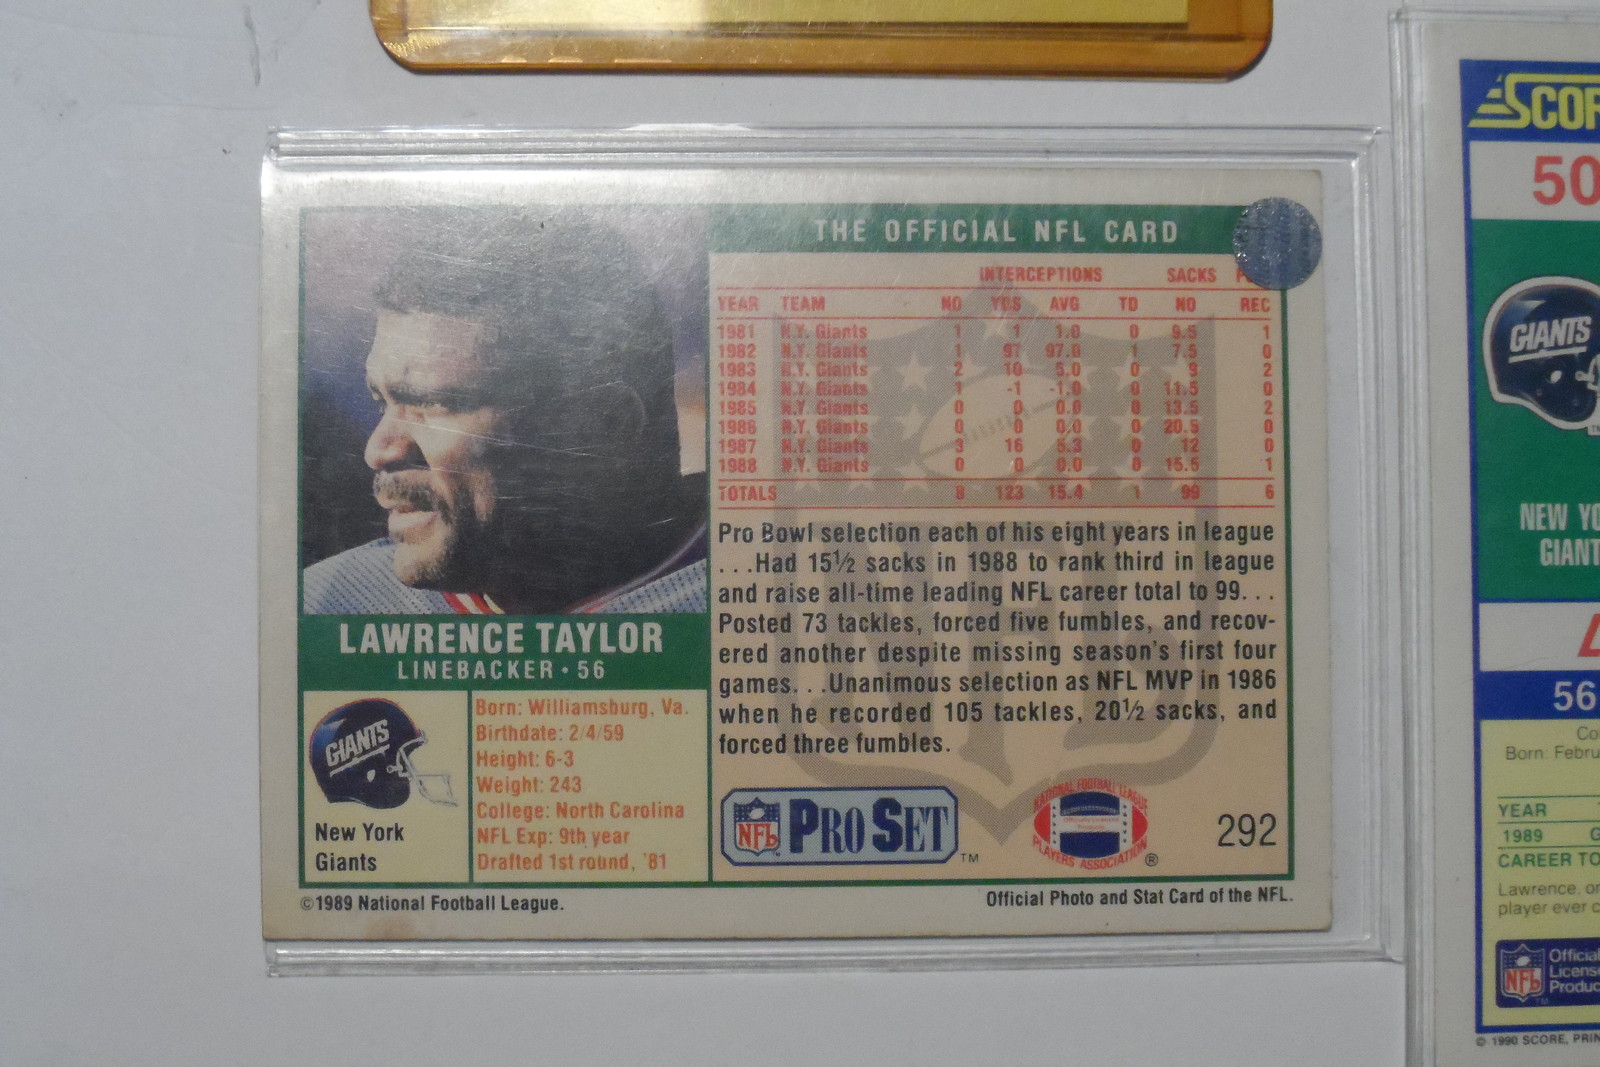 THE OFFICIAL NFL CARD
INTERCEPTIONS SACKS
YEAR TEAM NO YDS AVG TD NO REC
1981 N.Y. Giants 1 1 1.0 0 9.5 1
1982 N.Y. Giants 1 97 97.0 1 7.5 0
1983 N.Y. Giants 2 10 5.0 0 9 2
1984 N.Y. Giants 1 -1 -1.0 0 11.5 0
1985 N.Y. Giants 0 0 0.0 0 13.5 2
1986 N.Y. Giants 0 0 0.0 0 20.5 0
1987 N.Y. Giants 3 16 5.3 0 12 0
1988 N.Y. Giants 0 0 0.0 0 15.5 1
TOTALS 8 123 15.4 1 99 6
Pro Bowl selection each of his eight years in league
...Had 15½ sacks in 1988 to rank third in league
and raise all-time leading NFL career total to 99...
Posted 73 tackles, forced five fumbles, and recov-
ered another despite missing season's first four
games...Unanimous selection as NFL MVP in 1986
when he recorded 105 tackles, 20½ sacks, and
forced three fumbles.
LAWRENCE TAYLOR
LINEBACKER • 56
GIANTS
New York
Giants
Born: Williamsburg, Va.
Birthdate: 2/4/59
Height: 6-3
Weight: 243
College: North Carolina
NFL Exp: 9th year
Drafted 1st round, '81
NFL PRO SET TM
NATIONAL FOOTBALL LEAGUE
Officially Licensed
Product
PLAYERS ASSOCIATION ®
292
©1989 National Football League.
Official Photo and Stat Card of the NFL.
SCOR
50
GIANTS
NEW YO
GIANT
56
Co
Born: Febru
YEAR
1989 G
CAREER TO
Lawrence, or
player ever c
NFL
Official
License
Produc
© 1990 SCORE, PRIN